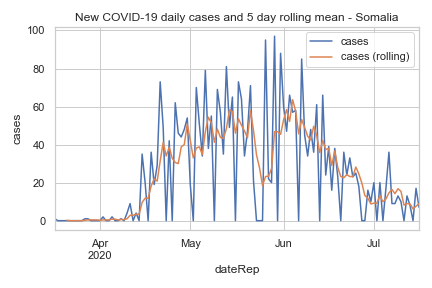 New COVID-19 daily cases and 5 day rolling mean - Somalia
cases
cases (rolling)
100
80
60
40
20
0
cases
Apr
2020
May
Jun
Jul
dateRep